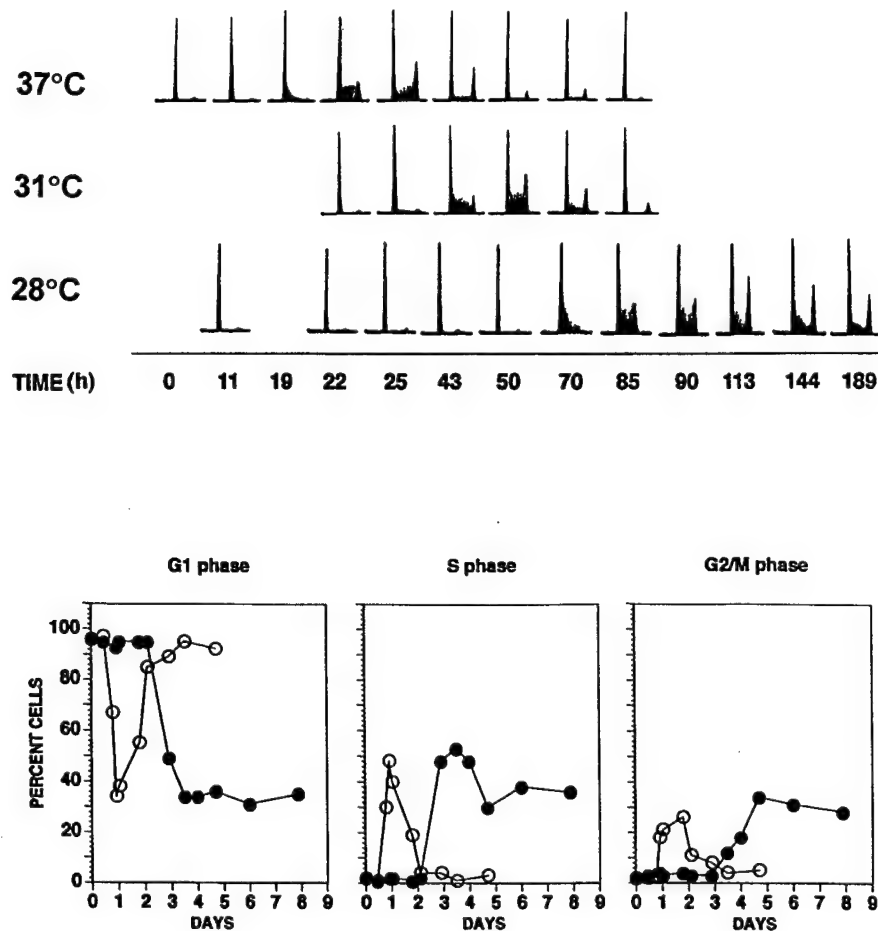 37°C
31°C
28°C
TIME (h) 0 11 19 22 25 43 50 70 85 90 113 144 189
G1 phase S phase G2/M phase
PERCENT CELLS
100
80
60
40
20
0
0 1 2 3 4 5 6 7 8 9 0 1 2 3 4 5 6 7 8 9 0 1 2 3 4 5 6 7 8 9
DAYS DAYS DAYS